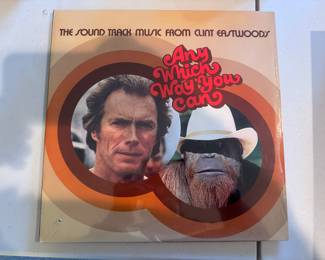 THE SOUND TRACK MUSIC FROM CLINT EASTWOOD'S
Any
Which
Way You
Can